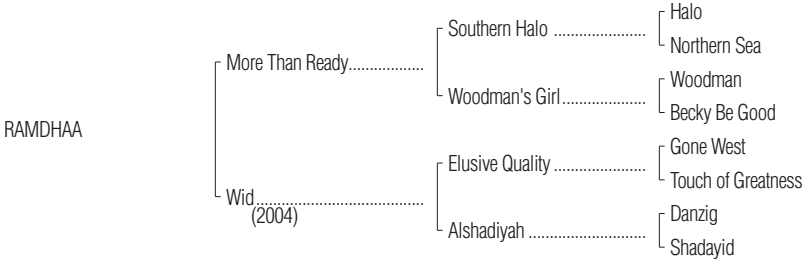 Halo
Southern Halo ......................
Northern Sea
More Than Ready..................
Woodman
Woodman's Girl....................
Becky Be Good
RAMDHAA
Gone West
Elusive Quality ......................
Touch of Greatness
Wid.......................................
(2004)
Danzig
Alshadiyah ............................
Shadayid